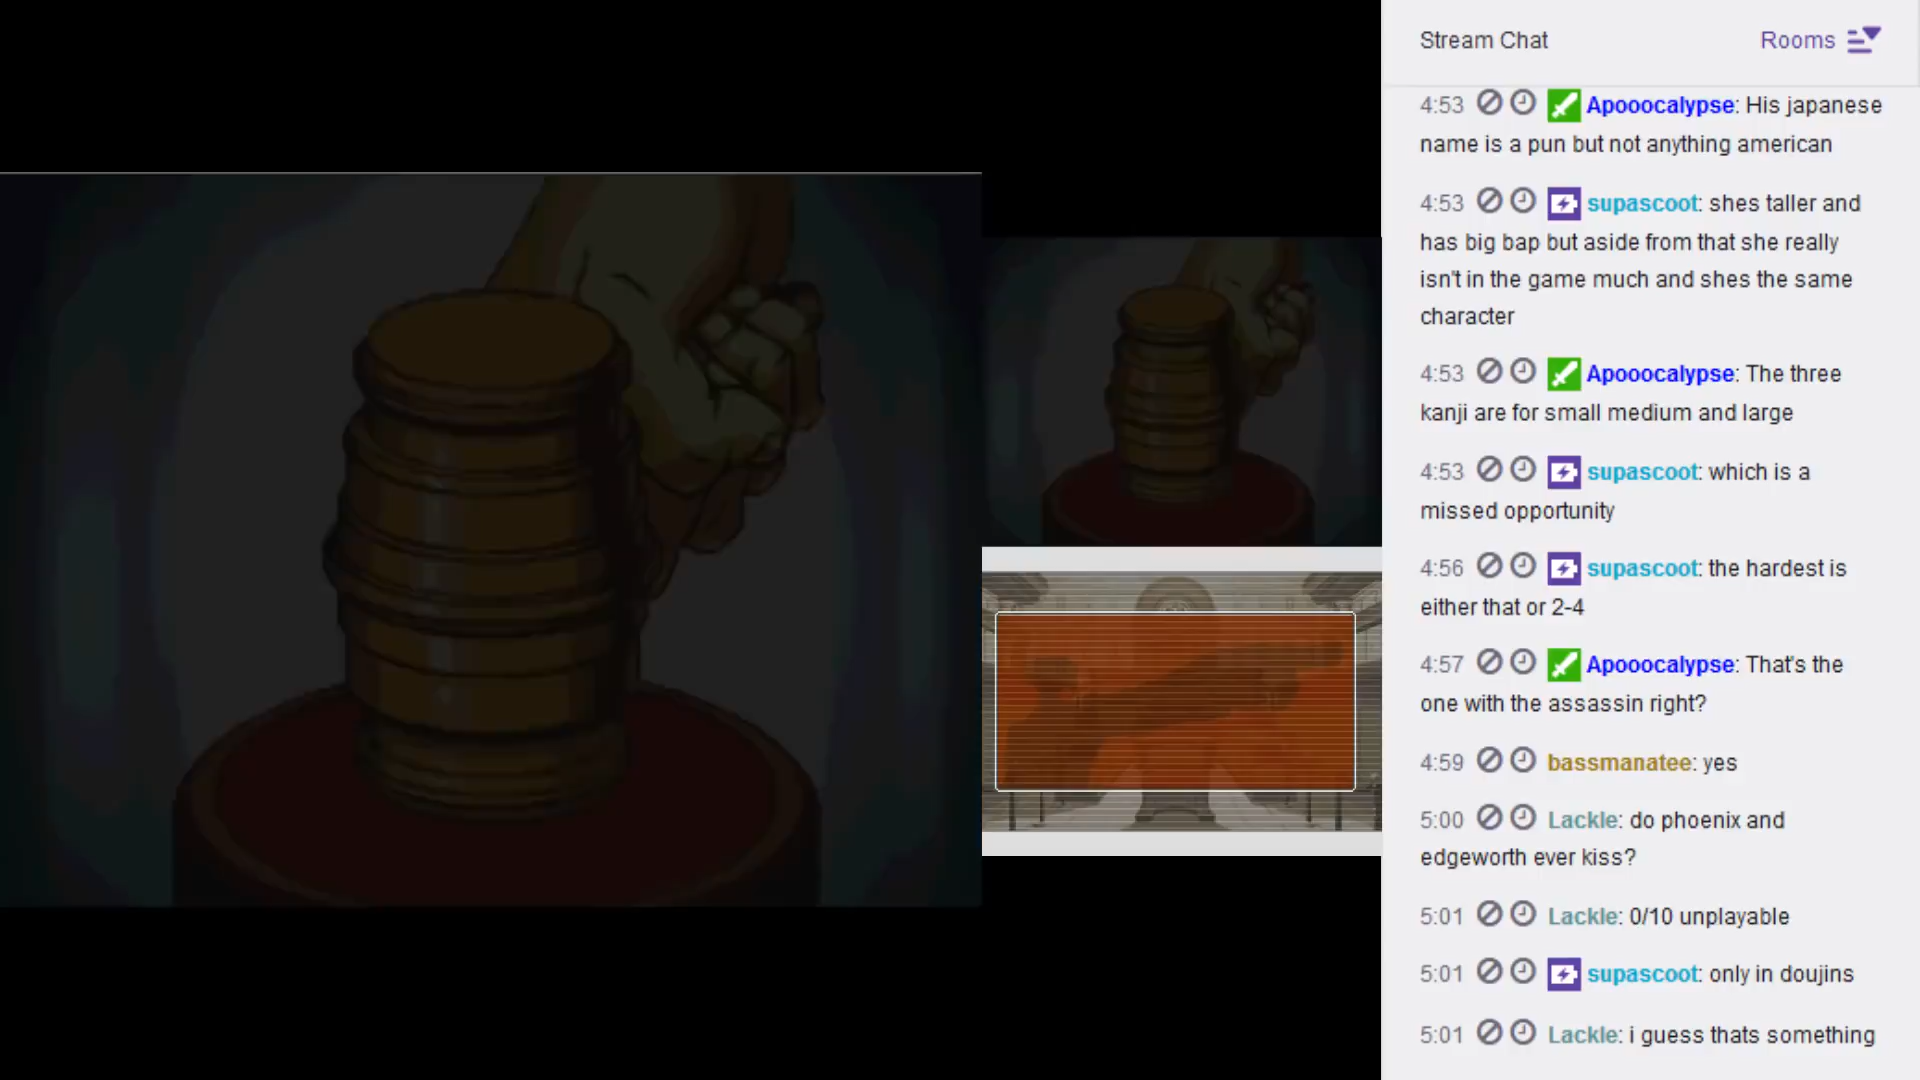 Stream Chat
Rooms
4:53 Apooocalypse: His japanese
name is a pun but not anything american
4:53 supascoot: shes taller and
has big bap but aside from that she really
isn't in the game much and shes the same
character
4:53 Apooocalypse: The three
kanji are for small medium and large
4:53 supascoot: which is a
missed opportunity
4:56 supascoot: the hardest is
either that or 2-4
4:57 Apooocalypse: That's the
one with the assassin right?
4:59 bassmanatee: yes
5:00 Lackle: do phoenix and
edgeworth ever kiss?
5:01 Lackle: 0/10 unplayable
5:01 supascoot: only in doujins
5:01 Lackle: i guess thats something